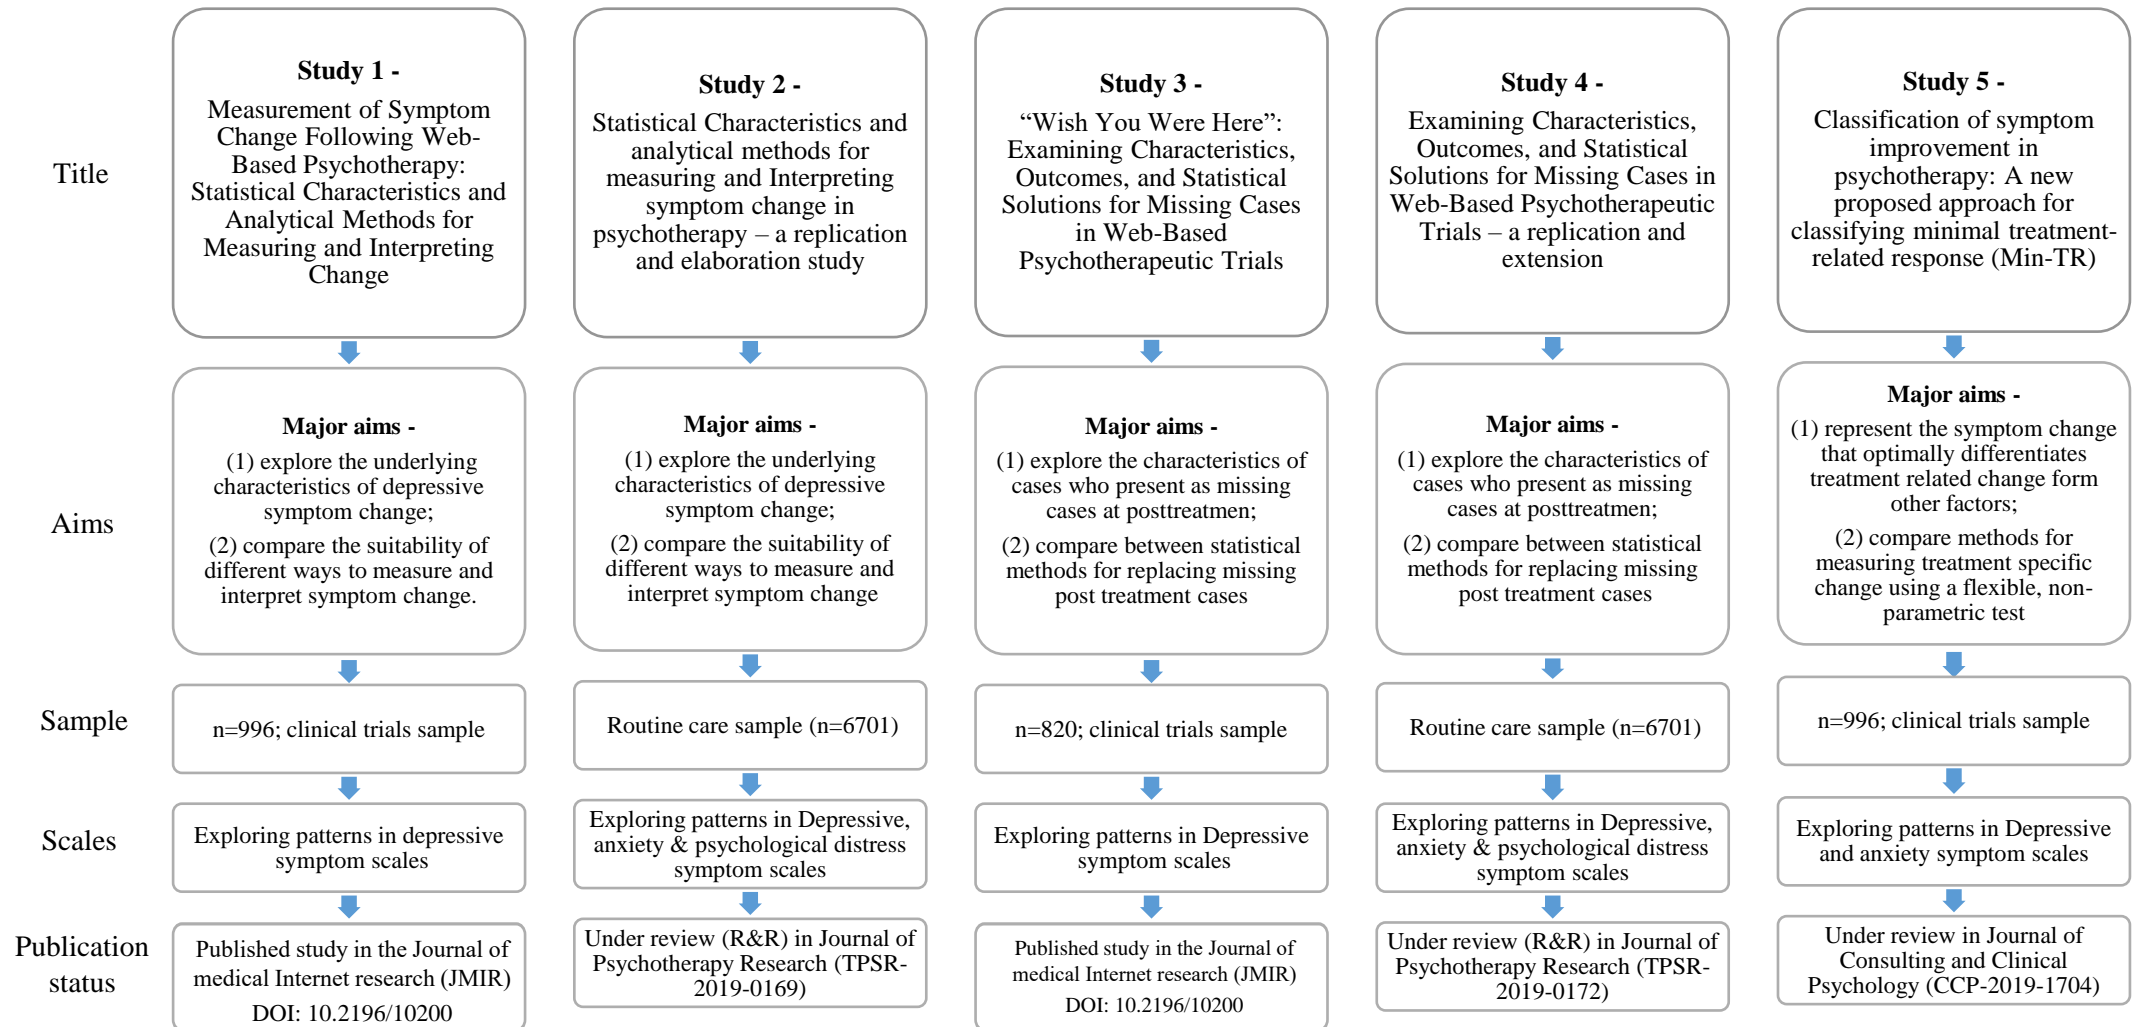 Title
Study 1 -
Measurement of Symptom
Change Following Web-
Based Psychotherapy:
Statistical Characteristics and
Analytical Methods for
Measuring and Interpreting
Change
Study 2 -
Statistical Characteristics and
analytical methods for
measuring and Interpreting
symptom change in
psychotherapy – a replication
and elaboration study
Study 3 -
“Wish You Were Here”:
Examining Characteristics,
Outcomes, and Statistical
Solutions for Missing Cases
in Web-Based
Psychotherapeutic Trials
Study 4 -
Examining Characteristics,
Outcomes, and Statistical
Solutions for Missing Cases in
Web-Based Psychotherapeutic
Trials – a replication and
extension
Study 5 -
Classification of symptom
improvement in
psychotherapy: A new
proposed approach for
classifying minimal treatment-
related response (Min-TR)
Aims
Major aims -
(1) explore the underlying
characteristics of depressive
symptom change;
(2) compare the suitability of
different ways to measure and
interpret symptom change.
Major aims -
(1) explore the underlying
characteristics of depressive
symptom change;
(2) compare the suitability of
different ways to measure and
interpret symptom change
Major aims -
(1) explore the characteristics of
cases who present as missing
cases at posttreatmen;
(2) compare between statistical
methods for replacing missing
post treatment cases
Major aims -
(1) explore the characteristics of
cases who present as missing
cases at posttreatmen;
(2) compare between statistical
methods for replacing missing
post treatment cases
Major aims -
(1) represent the symptom change
that optimally differentiates
treatment related change form
other factors;
(2) compare methods for
measuring treatment specific
change using a flexible, non-
parametric test
Sample
n=996; clinical trials sample
Routine care sample (n=6701)
n=820; clinical trials sample
Routine care sample (n=6701)
n=996; clinical trials sample
Scales
Exploring patterns in depressive
symptom scales
Exploring patterns in Depressive,
anxiety & psychological distress
symptom scales
Exploring patterns in Depressive
symptom scales
Exploring patterns in Depressive,
anxiety & psychological distress
symptom scales
Exploring patterns in Depressive
and anxiety symptom scales
Publication
status
Published study in the Journal of
medical Internet research (JMIR)
DOI: 10.2196/10200
Under review (R&R) in Journal of
Psychotherapy Research (TPSR-
2019-0169)
Published study in the Journal of
medical Internet research (JMIR)
DOI: 10.2196/10200
Under review (R&R) in Journal of
Psychotherapy Research (TPSR-
2019-0172)
Under review in Journal of
Consulting and Clinical
Psychology (CCP-2019-1704)